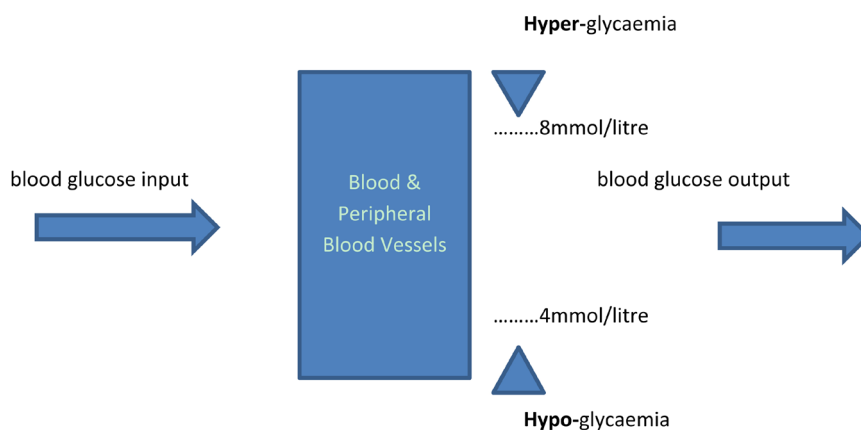 Hyper-glycaemia
………8mmol/litre
blood glucose input
blood glucose output
Blood &
Peripheral
Blood Vessels
………4mmol/litre
Hypo-glycaemia